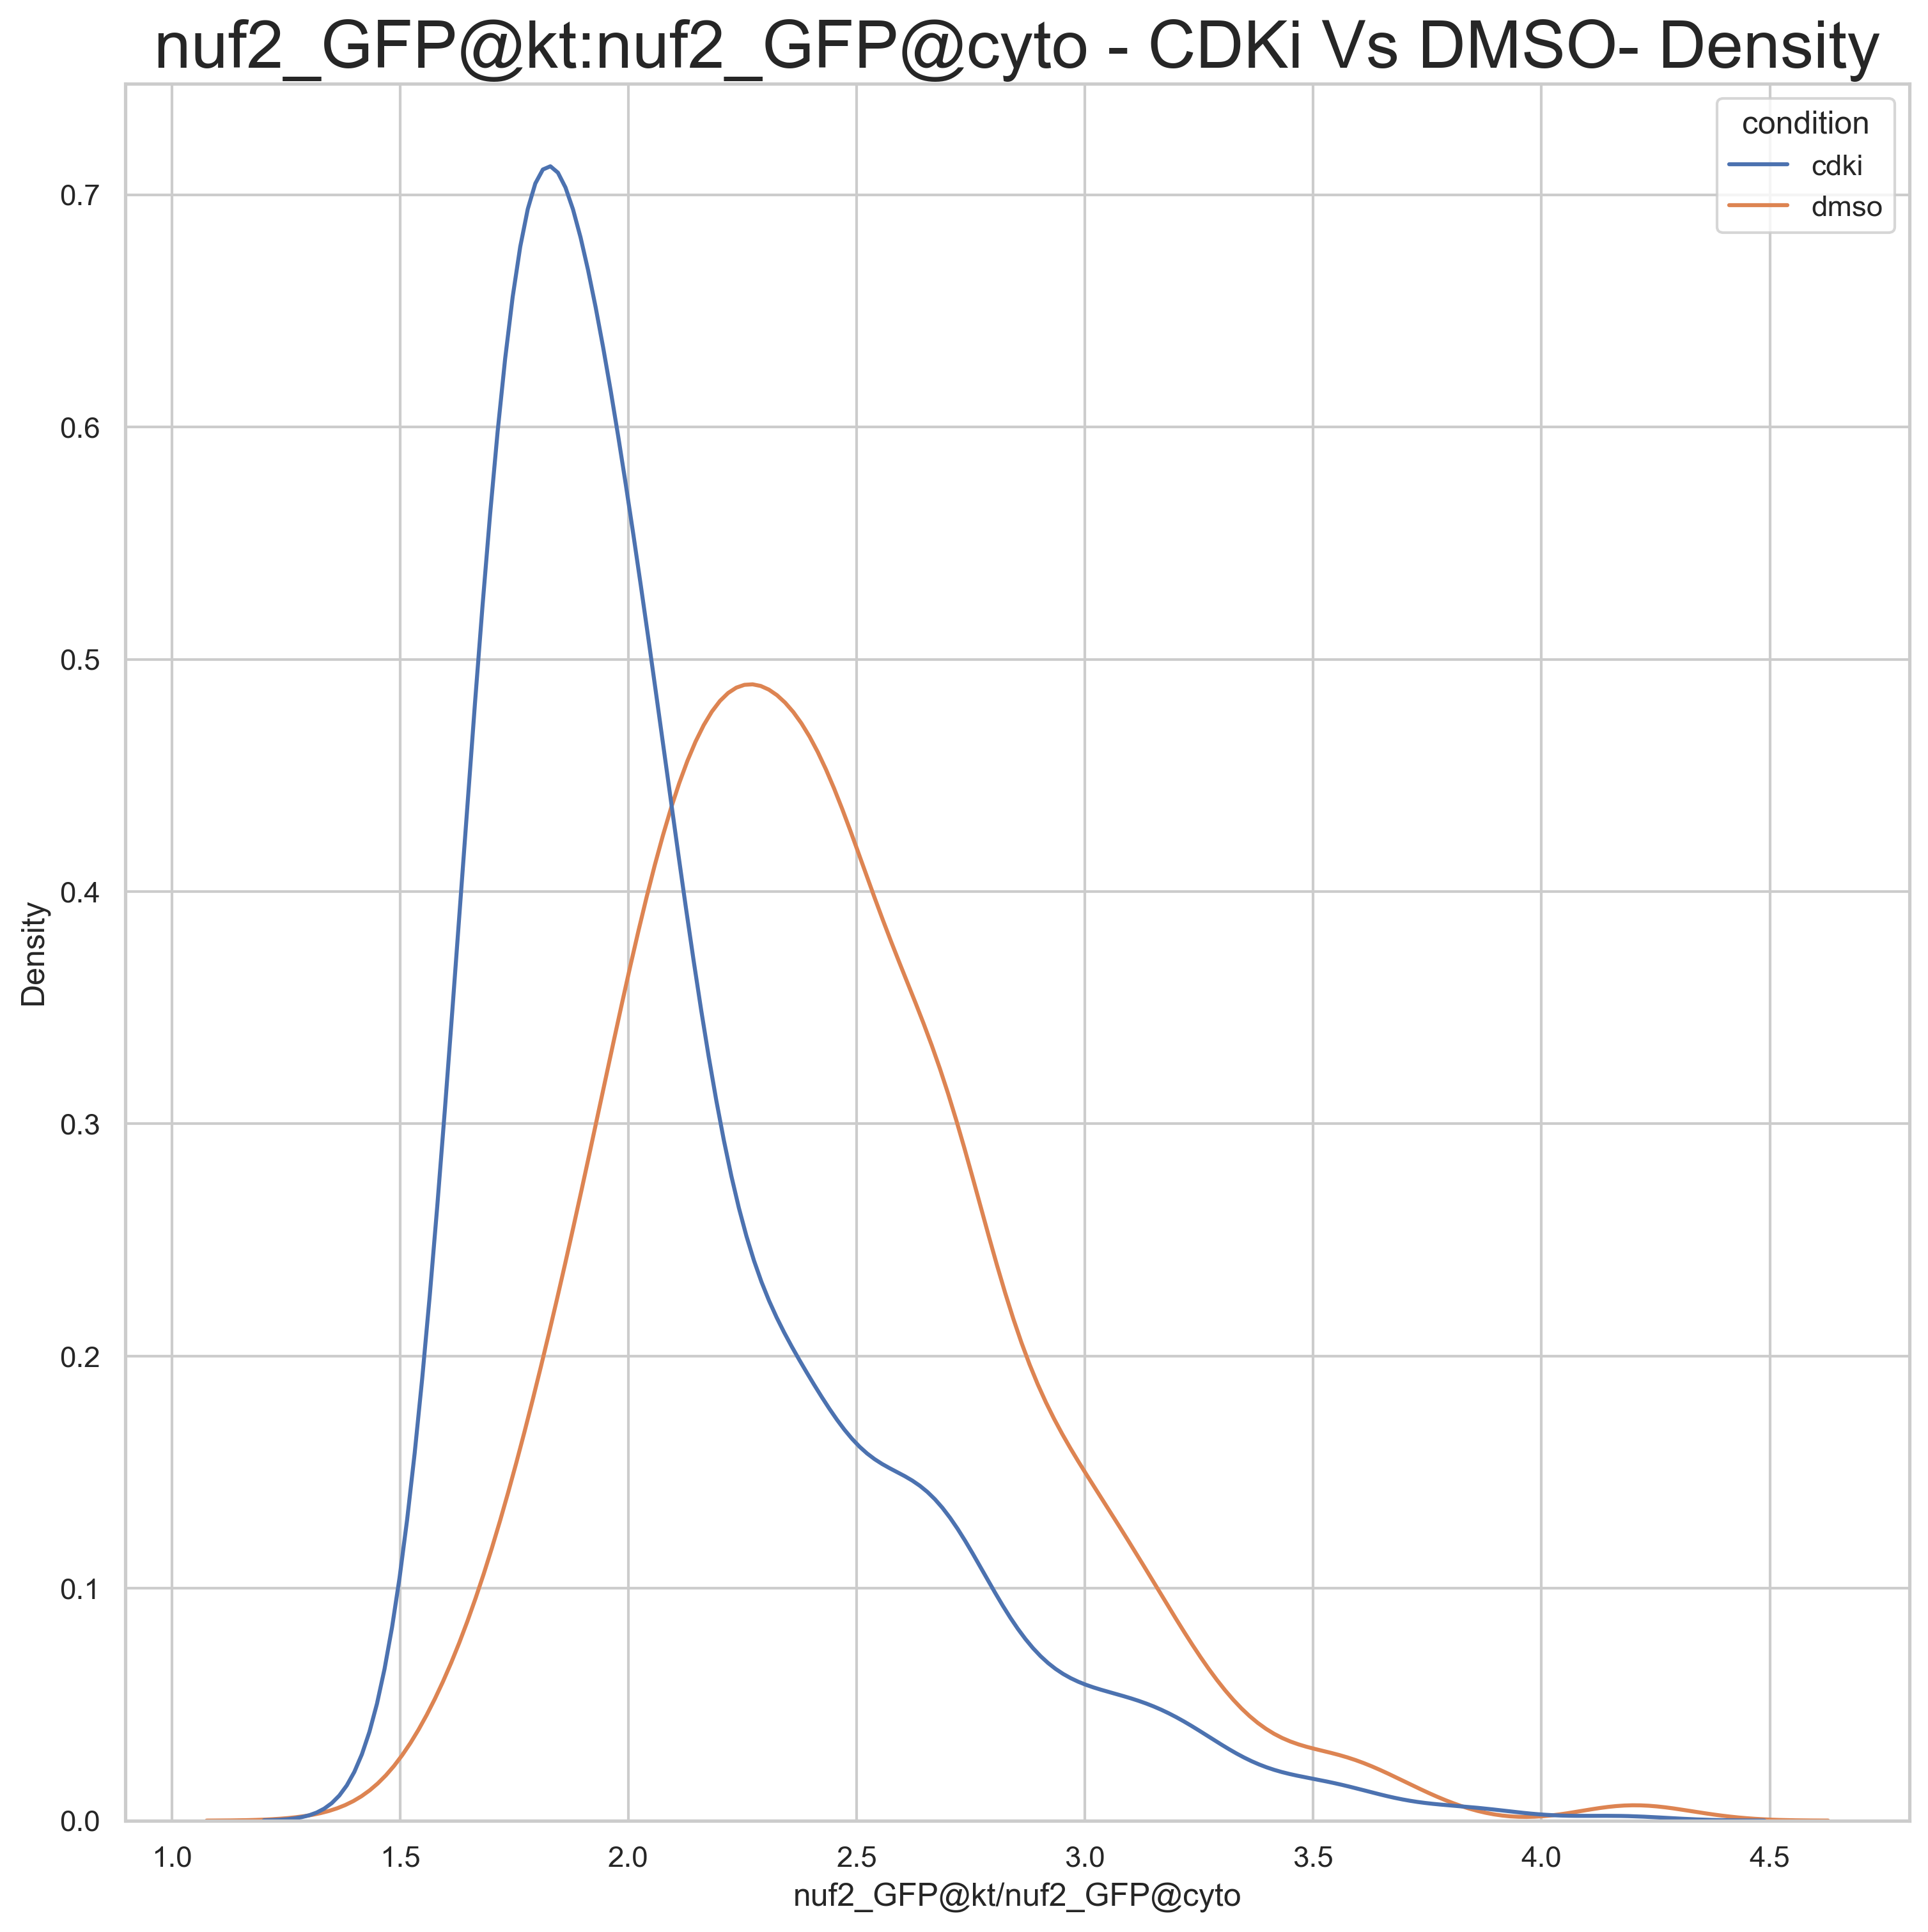 nuf2_GFP@kt:nuf2_GFP@cyto - CDKi Vs DMSO- Density
condition
cdki
dmso
0.7
0.6
0.5
0.4
0.3
0.2
0.1
0.0
Density
1.0 1.5 2.0 2.5 3.0 3.5 4.0 4.5
nuf2_GFP@kt/nuf2_GFP@cyto